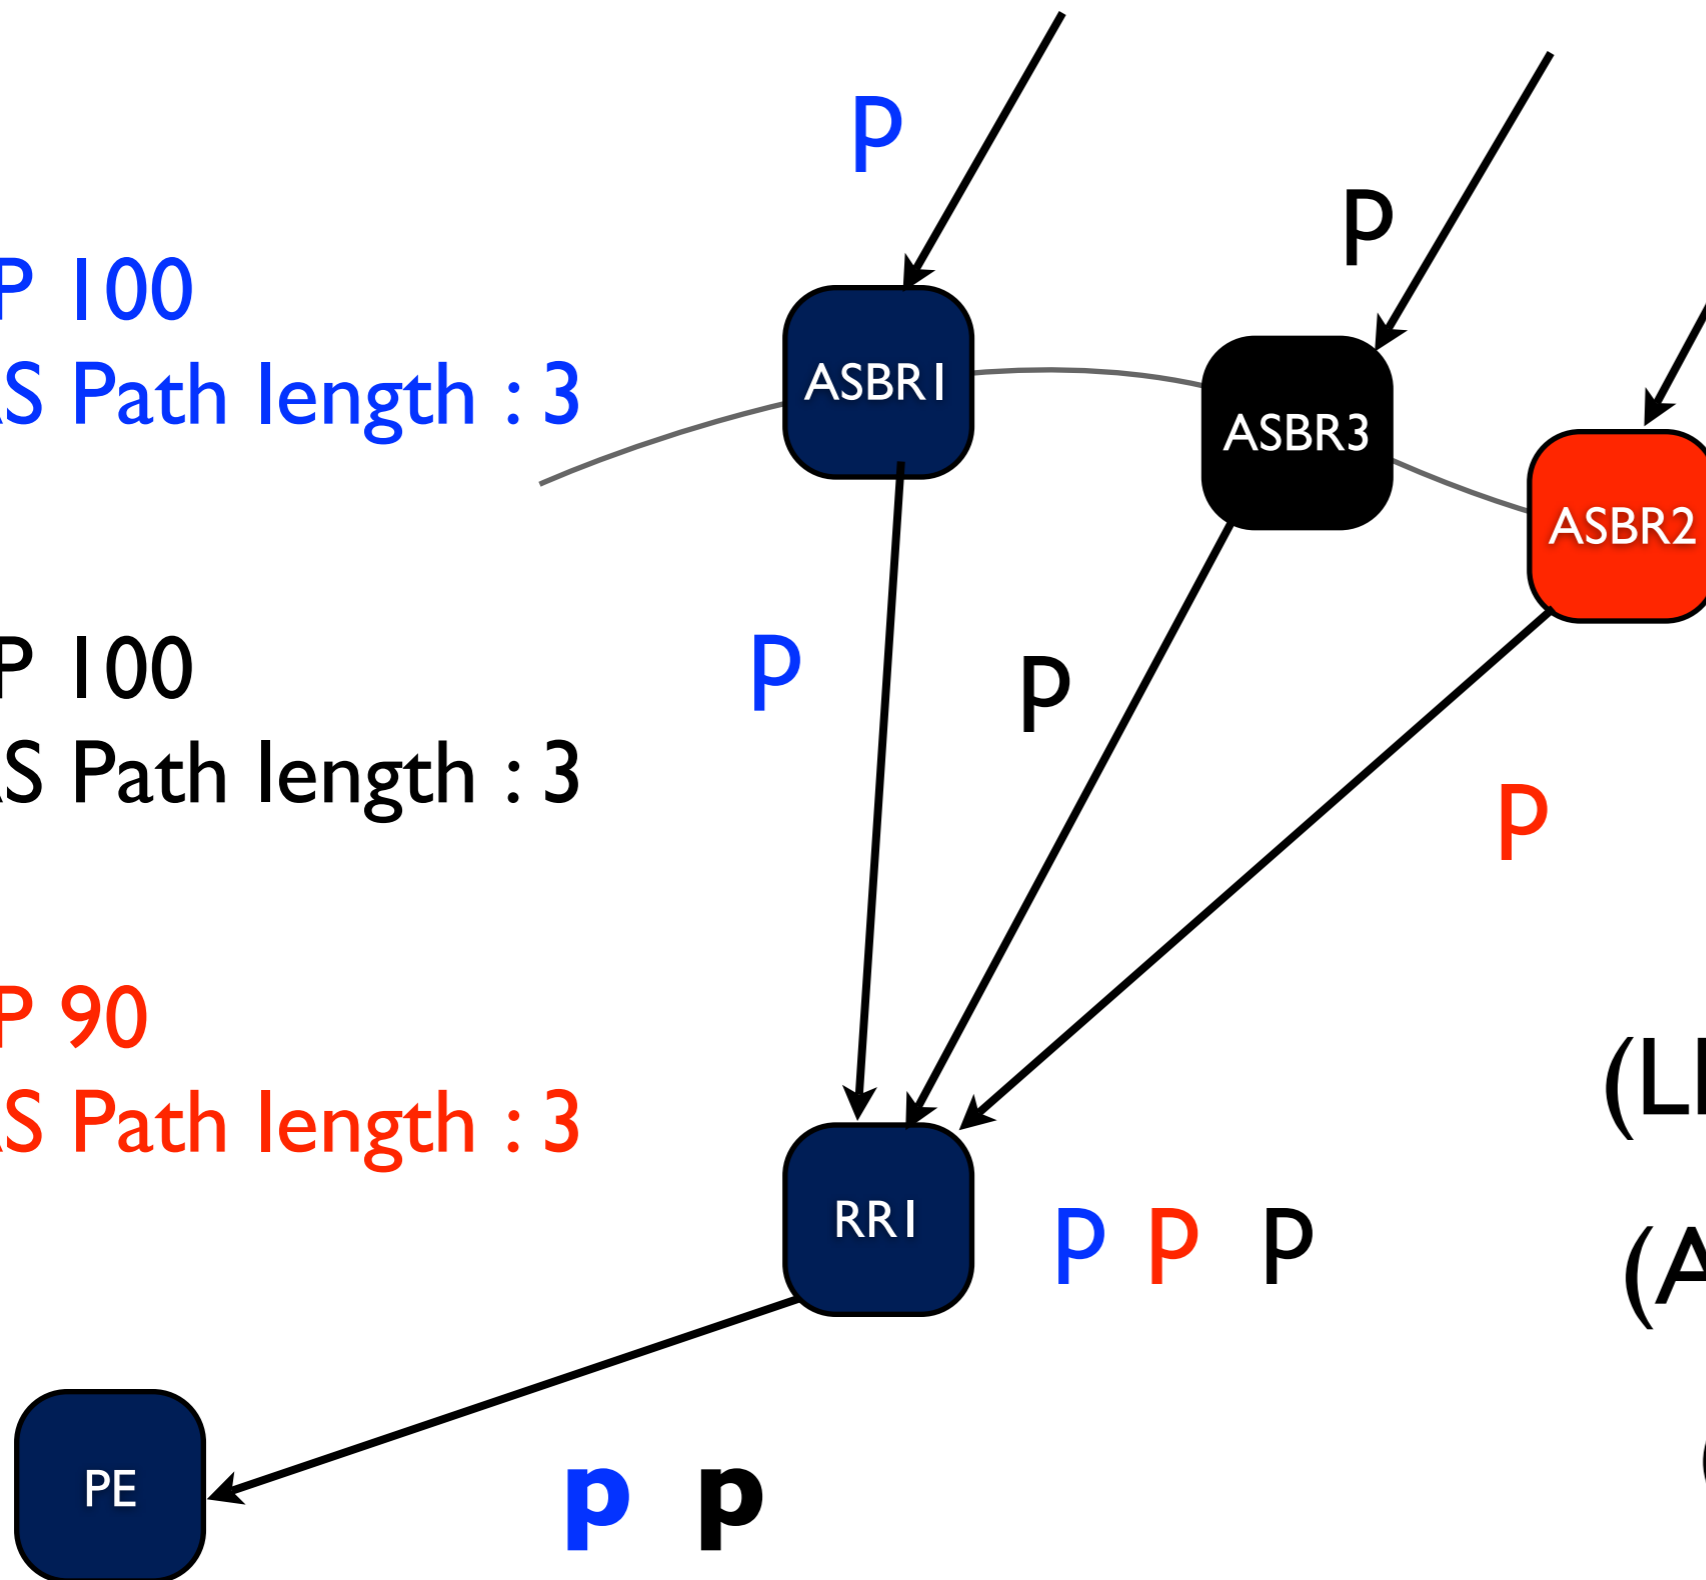 p
p
P 100
S Path length : 3
ASBR1
ASBR3
ASBR2
P 100
S Path length : 3
p
p
p
P 90
S Path length : 3
(L
RR1
p p p
(A
PE
p p
(